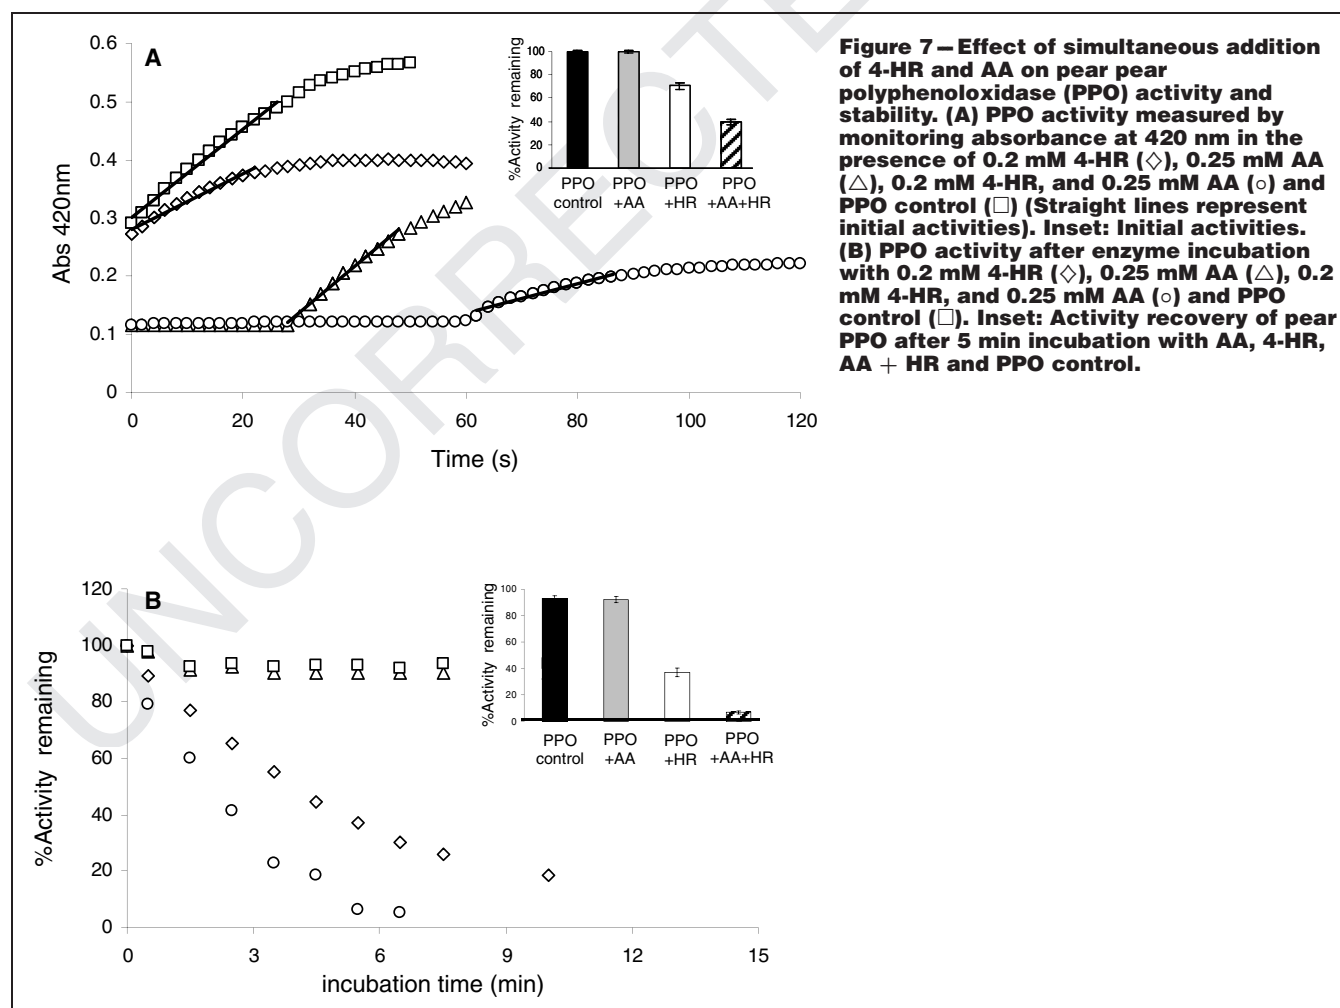 Figure 7—Effect of simultaneous addition
of 4-HR and AA on pear pear
polyphenoloxidase (PPO) activity and
stability. (A) PPO activity measured by
monitoring absorbance at 420 nm in the
presence of 0.2 mM 4-HR (◇), 0.25 mM AA
(△), 0.2 mM 4-HR, and 0.25 mM AA (○) and
PPO control (□) (Straight lines represent
initial activities). Inset: Initial activities.
(B) PPO activity after enzyme incubation
with 0.2 mM 4-HR (◇), 0.25 mM AA (△), 0.2
mM 4-HR, and 0.25 mM AA (○) and PPO
control (□). Inset: Activity recovery of pear
PPO after 5 min incubation with AA, 4-HR,
AA + HR and PPO control.
A
Abs 420nm
0.6
0.5
0.4
0.3
0.2
0.1
0
0 20 40 60 80 100 120
Time (s)
%Activity remaining
100
80
60
40
20
0
PPO PPO PPO PPO
control +AA +HR +AA+HR
B
%Activity remaining
120
100
80
60
40
20
0
0 3 6 9 12 15
incubation time (min)
%Activity remaining
100
80
60
40
20
0
PPO PPO PPO PPO
control +AA +HR +AA+HR
UNCORRECTE